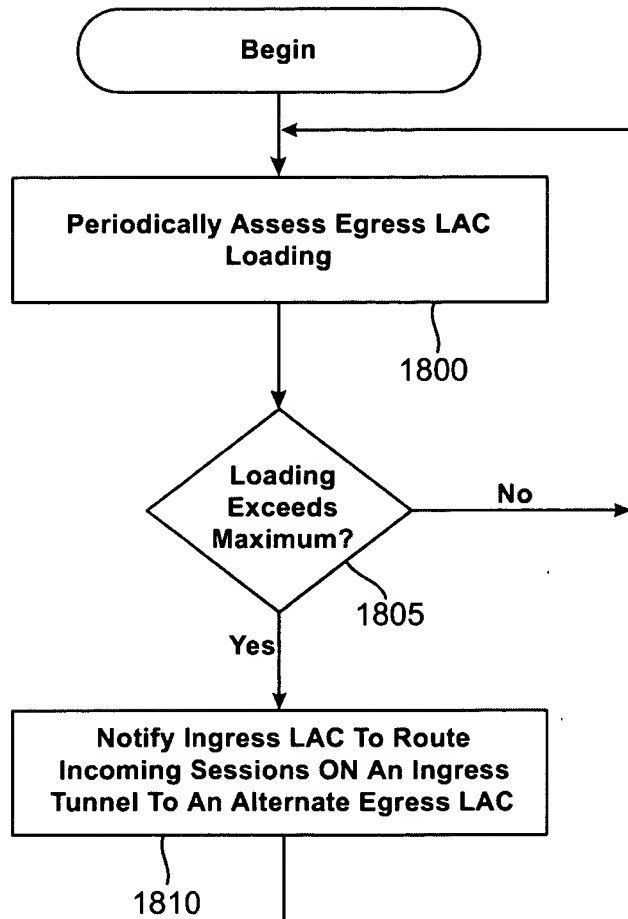 Begin
Periodically Assess Egress LAC
Loading
1800
Loading
Exceeds
Maximum?
No
1805
Yes
Notify Ingress LAC To Route
Incoming Sessions ON An Ingress
Tunnel To An Alternate Egress LAC
1810